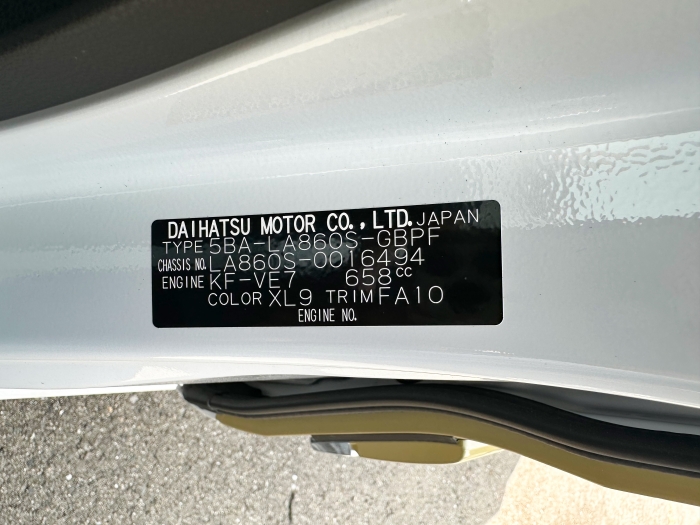 DAIHATSU MOTOR CO., LTD. JAPAN
TYPE 5BA-LA860S-GBPF
CHASSIS NO. LA860S-0016494
ENGINE KF-VE7 658cc
COLOR XL9 TRIM FA10
ENGINE NO.